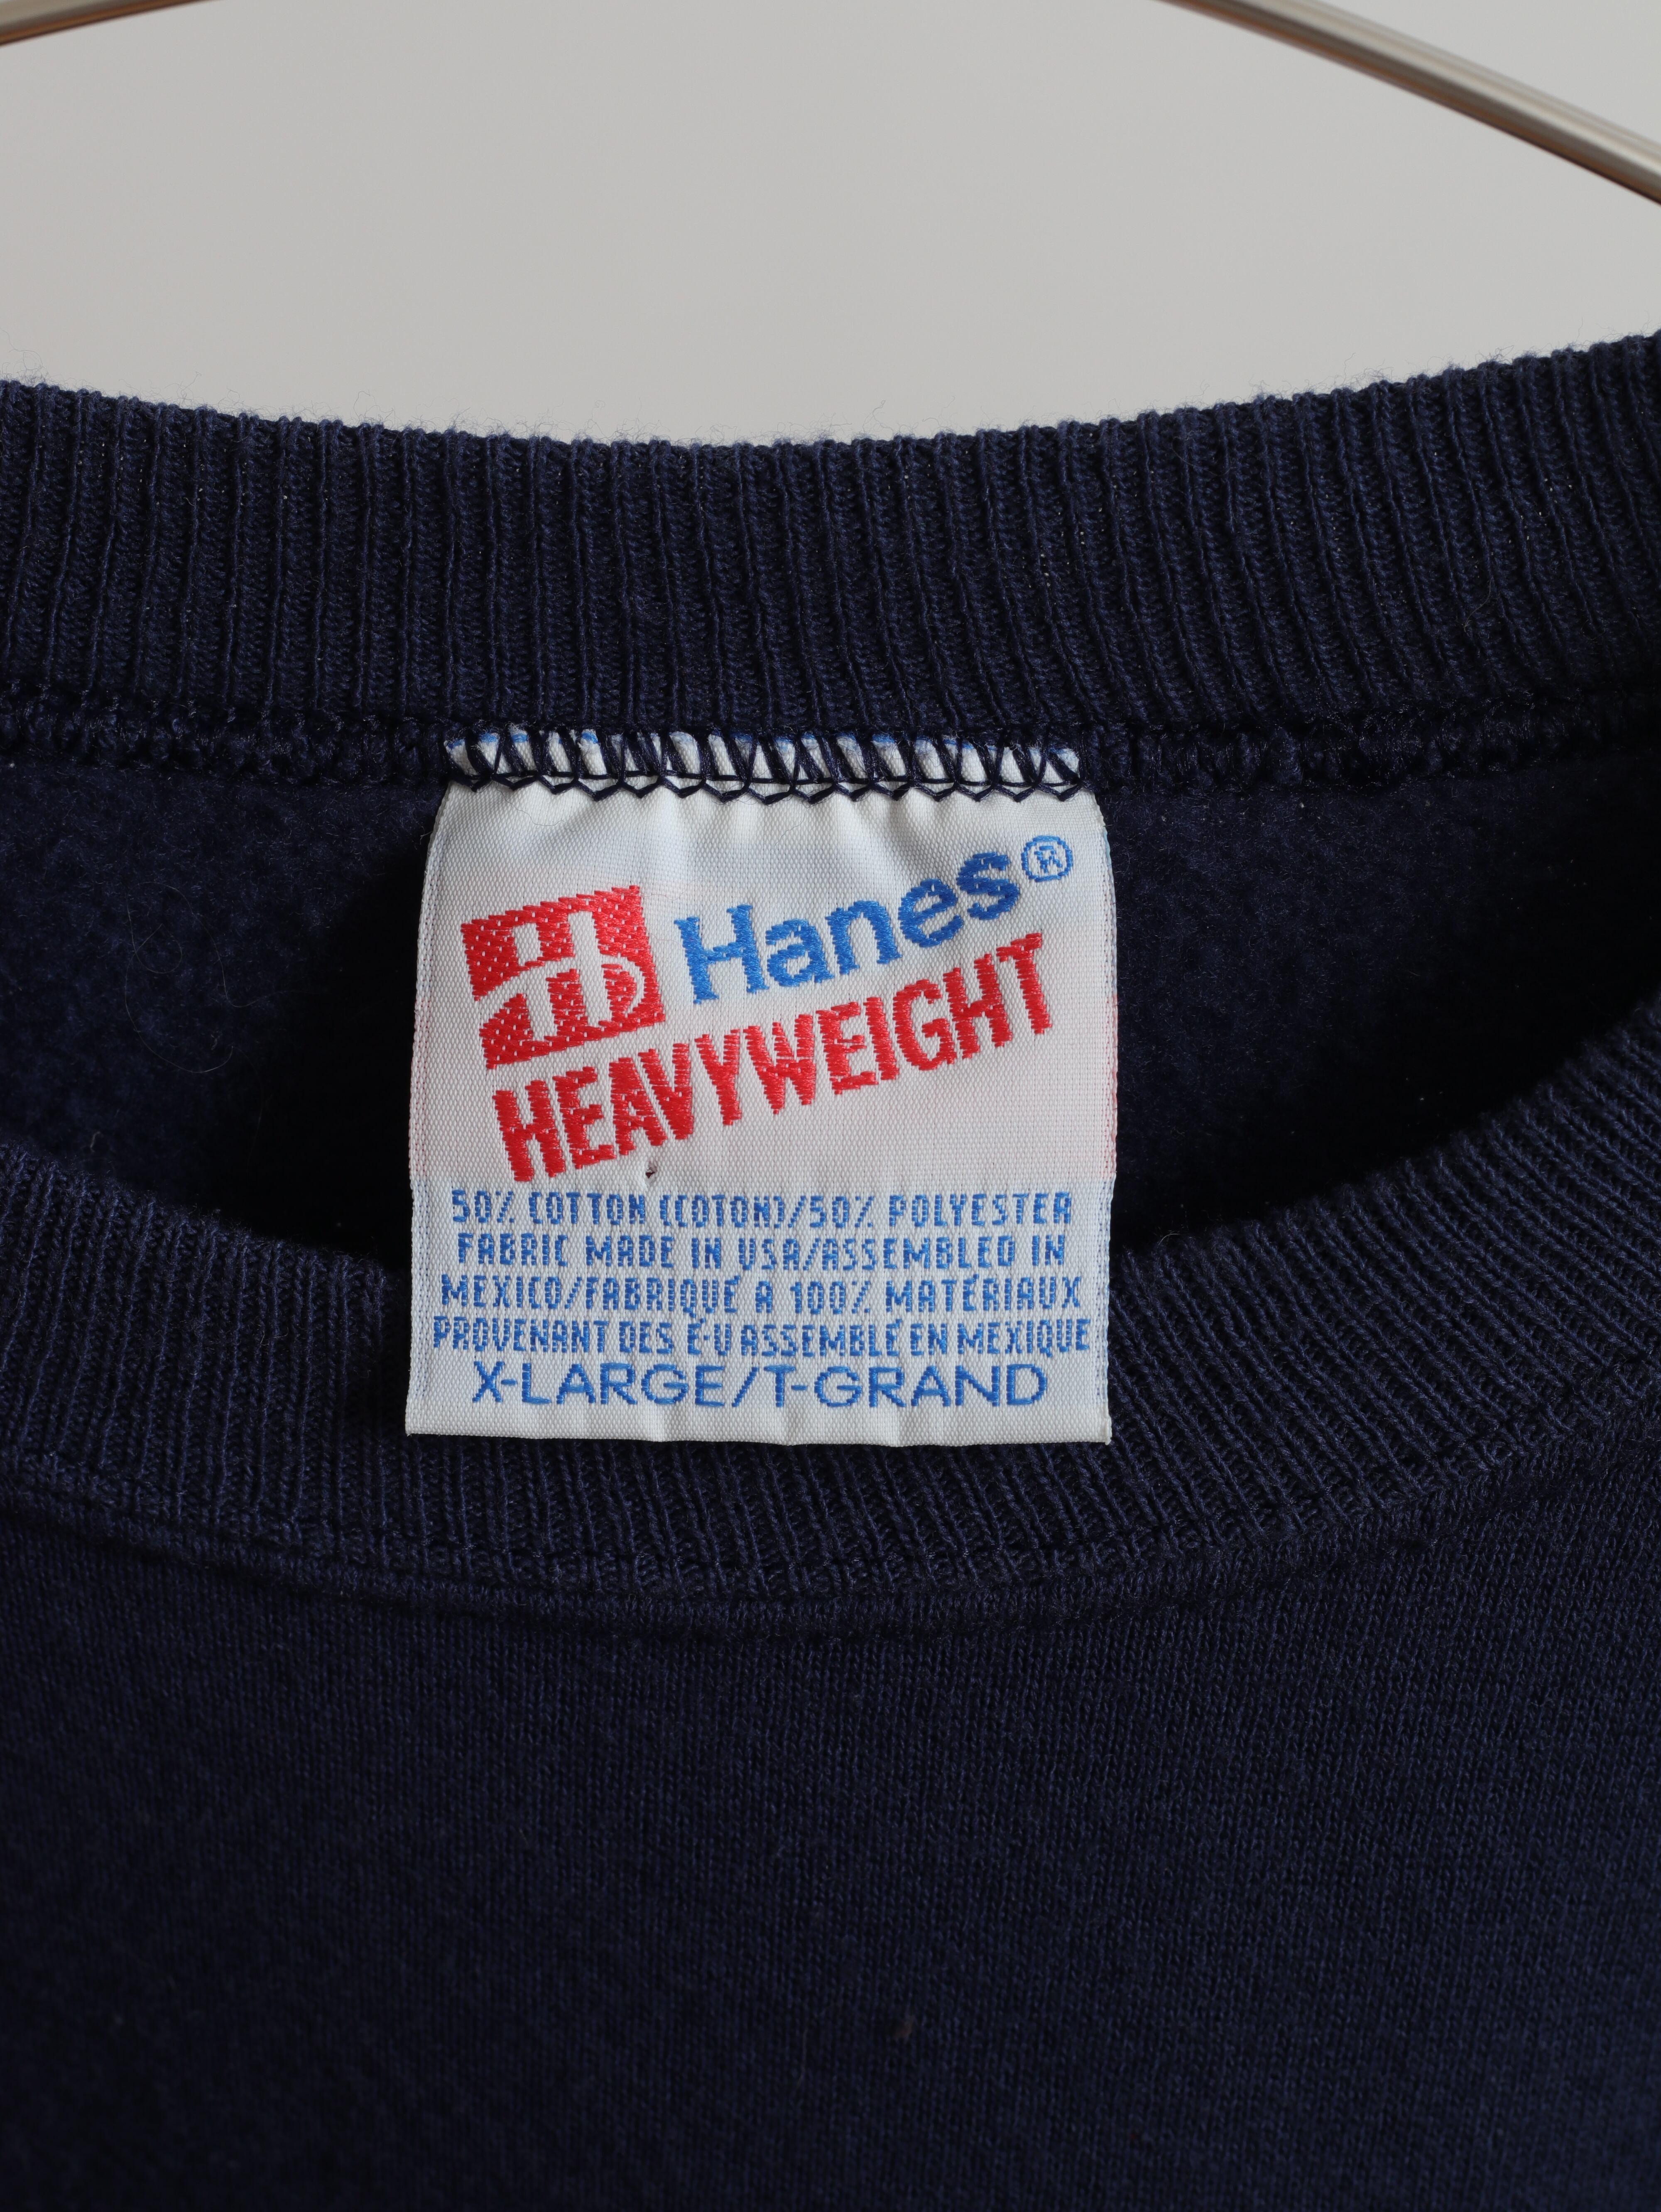 Hanes®
HEAVYWEIGHT
50% COTTON (COTON)/50% POLYESTER
FABRIC MADE IN USA/ASSEMBLED IN
MEXICO/FABRIQUÉ A 100% MATÉRIAUX
PROVENANT DES É-U ASSEMBLÉ EN MEXIQUE
X-LARGE/T-GRAND